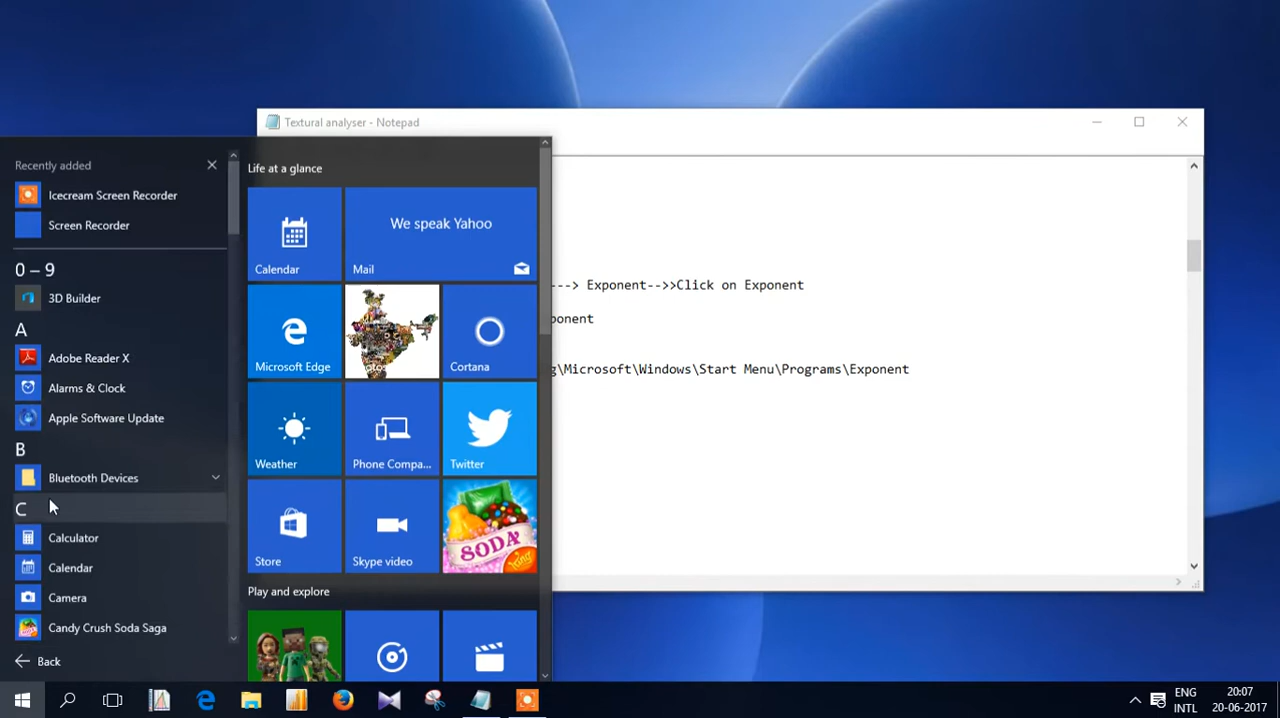 Textural analyser - Notepad
Recently added
Icecream Screen Recorder
Screen Recorder
0 – 9
3D Builder
A
Adobe Reader X
Alarms & Clock
Apple Software Update
B
Bluetooth Devices
C
Calculator
Calendar
Camera
Candy Crush Soda Saga
Back
Life at a glance
Calendar
We speak Yahoo
Mail
Microsoft Edge
Cortana
Weather
Phone Compa...
Twitter
Store
Skype video
SODA
King
Play and explore
---> Exponent-->>Click on Exponent
ponent
g\Microsoft\Windows\Start Menu\Programs\Exponent
ENG
INTL
20:07
20-06-2017